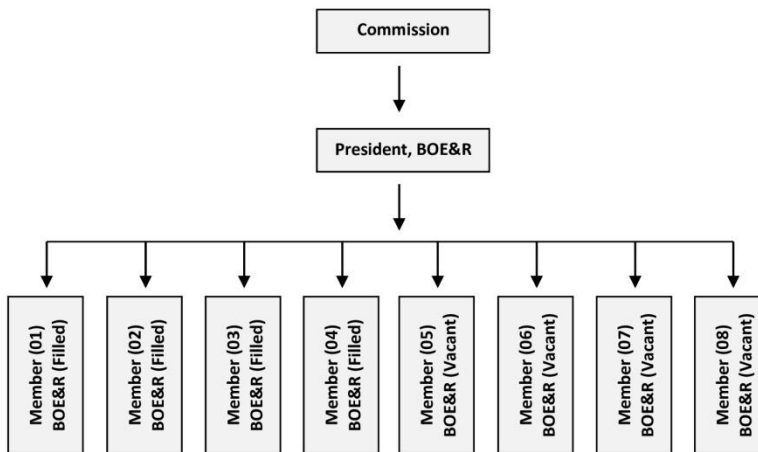 Commission
President, BOE&R
Member (01)
BOE&R (Filled)
Member (02)
BOE&R (Filled)
Member (03)
BOE&R (Filled)
Member (04)
BOE&R (Filled)
Member (05)
BOE&R (Vacant)
Member (06)
BOE&R (Vacant)
Member (07)
BOE&R (Vacant)
Member (08)
BOE&R (Vacant)